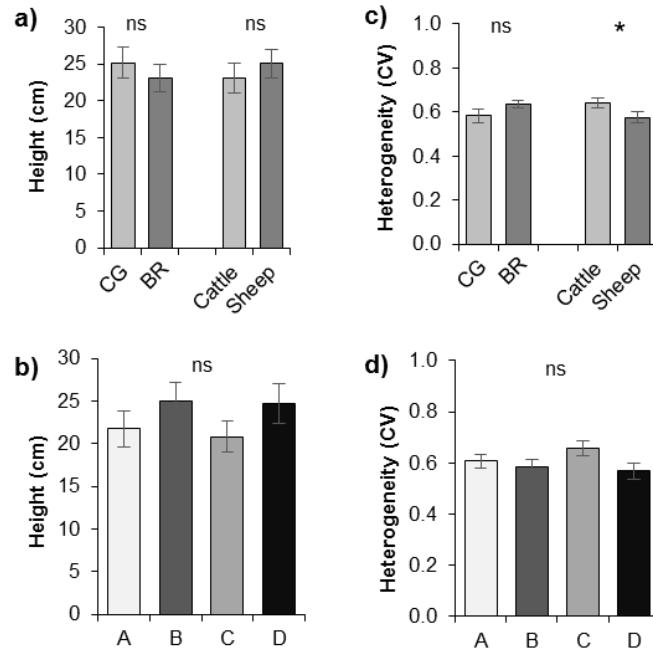 a)
ns ns
Height (cm)
30
25
20
15
10
5
0
CG BR Cattle Sheep
c)
ns *
Heterogeneity (CV)
1.0
0.8
0.6
0.4
0.2
0.0
CG BR Cattle Sheep
b)
ns
Height (cm)
30
25
20
15
10
5
0
A B C D
d)
ns
Heterogeneity (CV)
1.0
0.8
0.6
0.4
0.2
0.0
A B C D